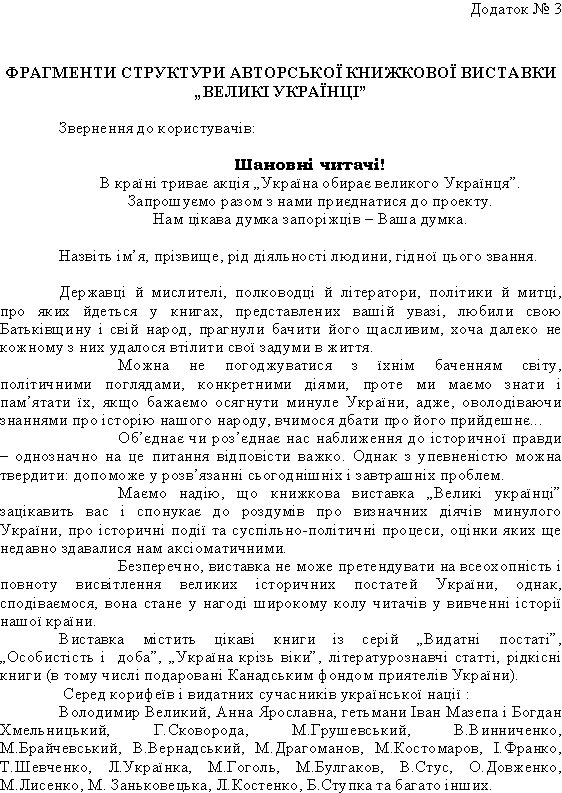 Додаток № 3
ФРАГМЕНТИ СТРУКТУРИ АВТОРСЬКОЇ КНИЖКОВОЇ ВИСТАВКИ
„ВЕЛИКІ УКРАЇНЦІ”
Звернення до користувачів:
Шановні читачі!
В країні триває акція „Україна обирає великого Українця”.
Запрошуємо разом з нами приєднатися до проекту.
Нам цікава думка запоріжців – Ваша думка.
Назвіть ім’я, прізвище, рід діяльності людини, гідної цього звання.
Державці й мислителі, полководці й літератори, політики й митці,
про яких йдеться у книгах, представлених вашій увазі, любили свою
Батьківщину і свій народ, прагнули бачити його щасливим, хоча далеко не
кожному з них удалося втілити свої задуми в життя.
Можна не погоджуватися з їхнім баченням світу,
політичними поглядами, конкретними діями, проте ми маємо знати і
пам’ятати їх, якщо бажаємо осягнути минуле України, адже, оволодіваючи
знаннями про історію нашого народу, вчимося дбати про його прийдешнє...
Об’єднає чи роз’єднає нас наближення до історичної правди
– однозначно на це питання відповісти важко. Однак з упевненістю можна
твердити: допоможе у розв’язанні сьогоднішніх і завтрашніх проблем.
Маємо надію, що книжкова виставка „Великі українці”
зацікавить вас і спонукає до роздумів про визначних діячів минулого
України, про історичні події та суспільно-політичні процеси, оцінки яких ще
недавно здавалися нам аксіоматичними.
Безперечно, виставка не може претендувати на всеохопність і
повноту висвітлення великих історичних постатей України, однак,
сподіваємося, вона стане у нагоді широкому колу читачів у вивченні історії
нашої країни.
Виставка містить цікаві книги із серій „Видатні постаті”,
„Особистість і доба”, „Україна крізь віки”, літературознавчі статті, рідкісні
книги (в тому числі подаровані Канадським фондом приятелів України).
Серед корифеїв і видатних сучасників української нації :
Володимир Великий, Анна Ярославна, гетьмани Іван Мазепа і Богдан
Хмельницький, Г.Сковорода, М.Грушевський, В.Винниченко,
М.Брайчевський, В.Вернадський, М.Драгоманов, М.Костомаров, І.Франко,
Т.Шевченко, Л.Українка, М.Гоголь, М.Булгаков, В.Стус, О.Довженко,
М.Лисенко, М. Заньковецька, Л.Костенко, Б.Ступка та багато інших.